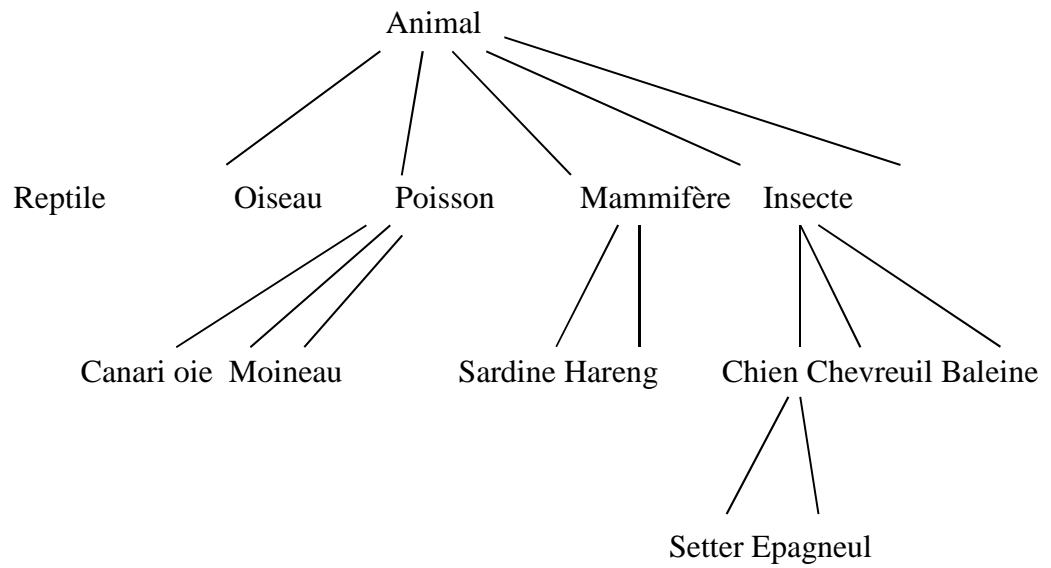 Animal
Reptile Oiseau Poisson Mammifère Insecte
Canari oie Moineau Sardine Hareng Chien Chevreuil Baleine
Setter Epagneul